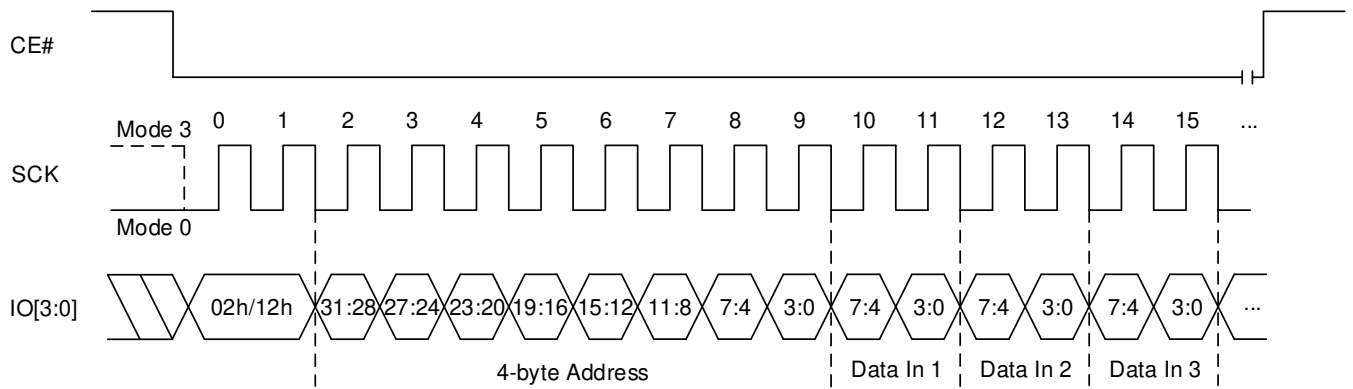 CE#
Mode 3 0 1 2 3 4 5 6 7 8 9 10 11 12 13 14 15 ...
SCK
Mode 0
IO[3:0] 02h/12h 31:28 27:24 23:20 19:16 15:12 11:8 7:4 3:0 7:4 3:0 7:4 3:0 7:4 3:0 ...
4-byte Address Data In 1 Data In 2 Data In 3